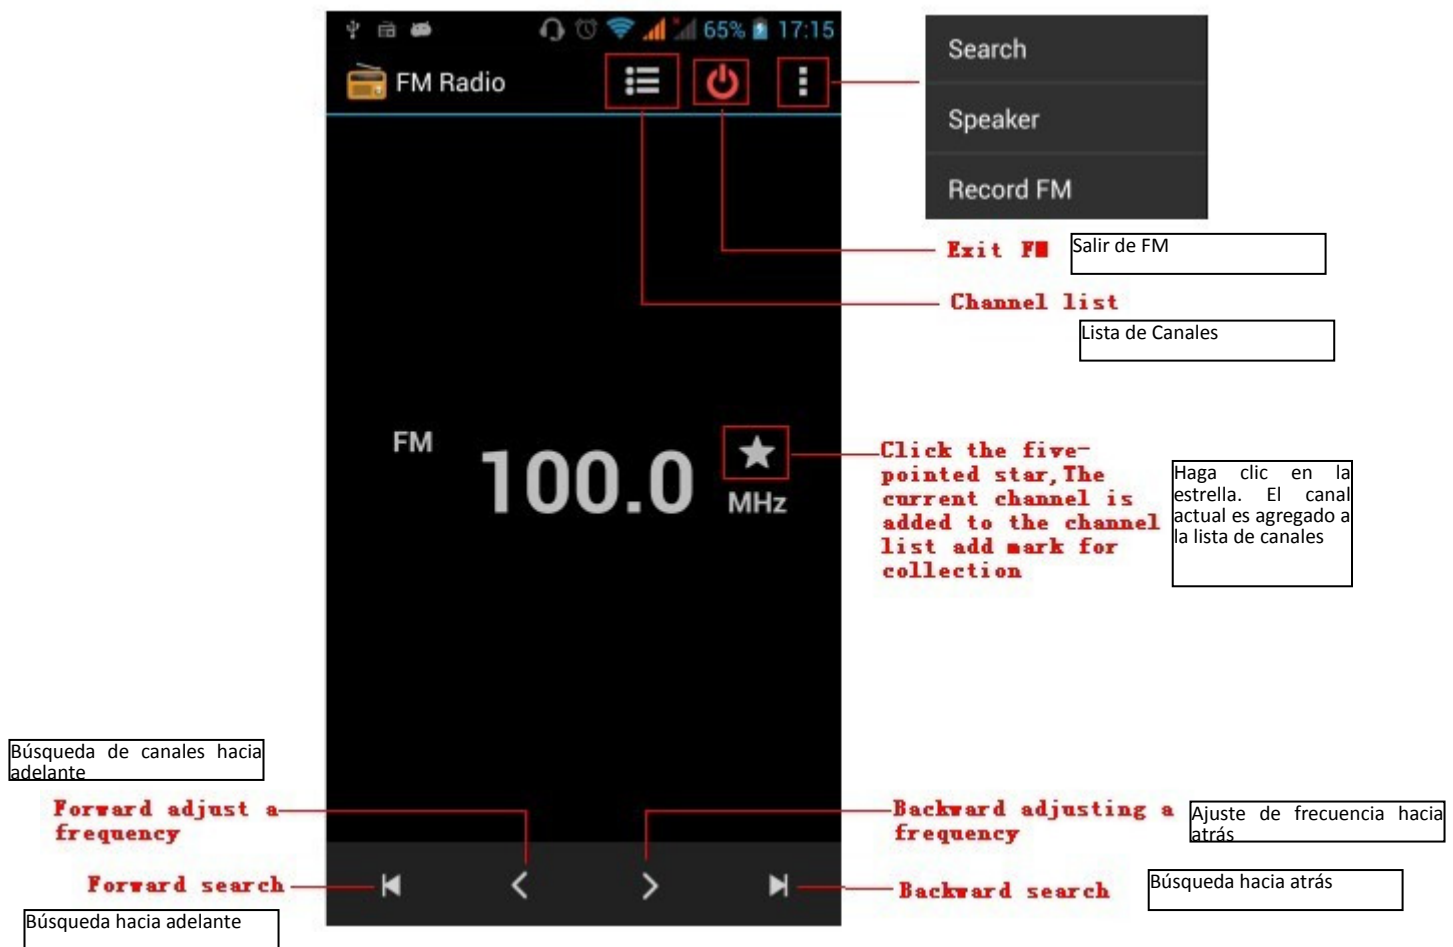 65% 17:15
FM Radio
Search
Speaker
Record FM
Exit FM
Salir de FM
Channel list
Lista de Canales
FM
100.0
MHz
Click the five-
pointed star,The
current channel is
added to the channel
list add mark for
collection
Haga clic en la
estrella. El canal
actual es agregado a
la lista de canales
Búsqueda de canales hacia
adelante
Forward adjust a
frequency
Backward adjusting a
frequency
Ajuste de frecuencia hacia
atrás
Forward search
Búsqueda hacia adelante
Backward search
Búsqueda hacia atrás